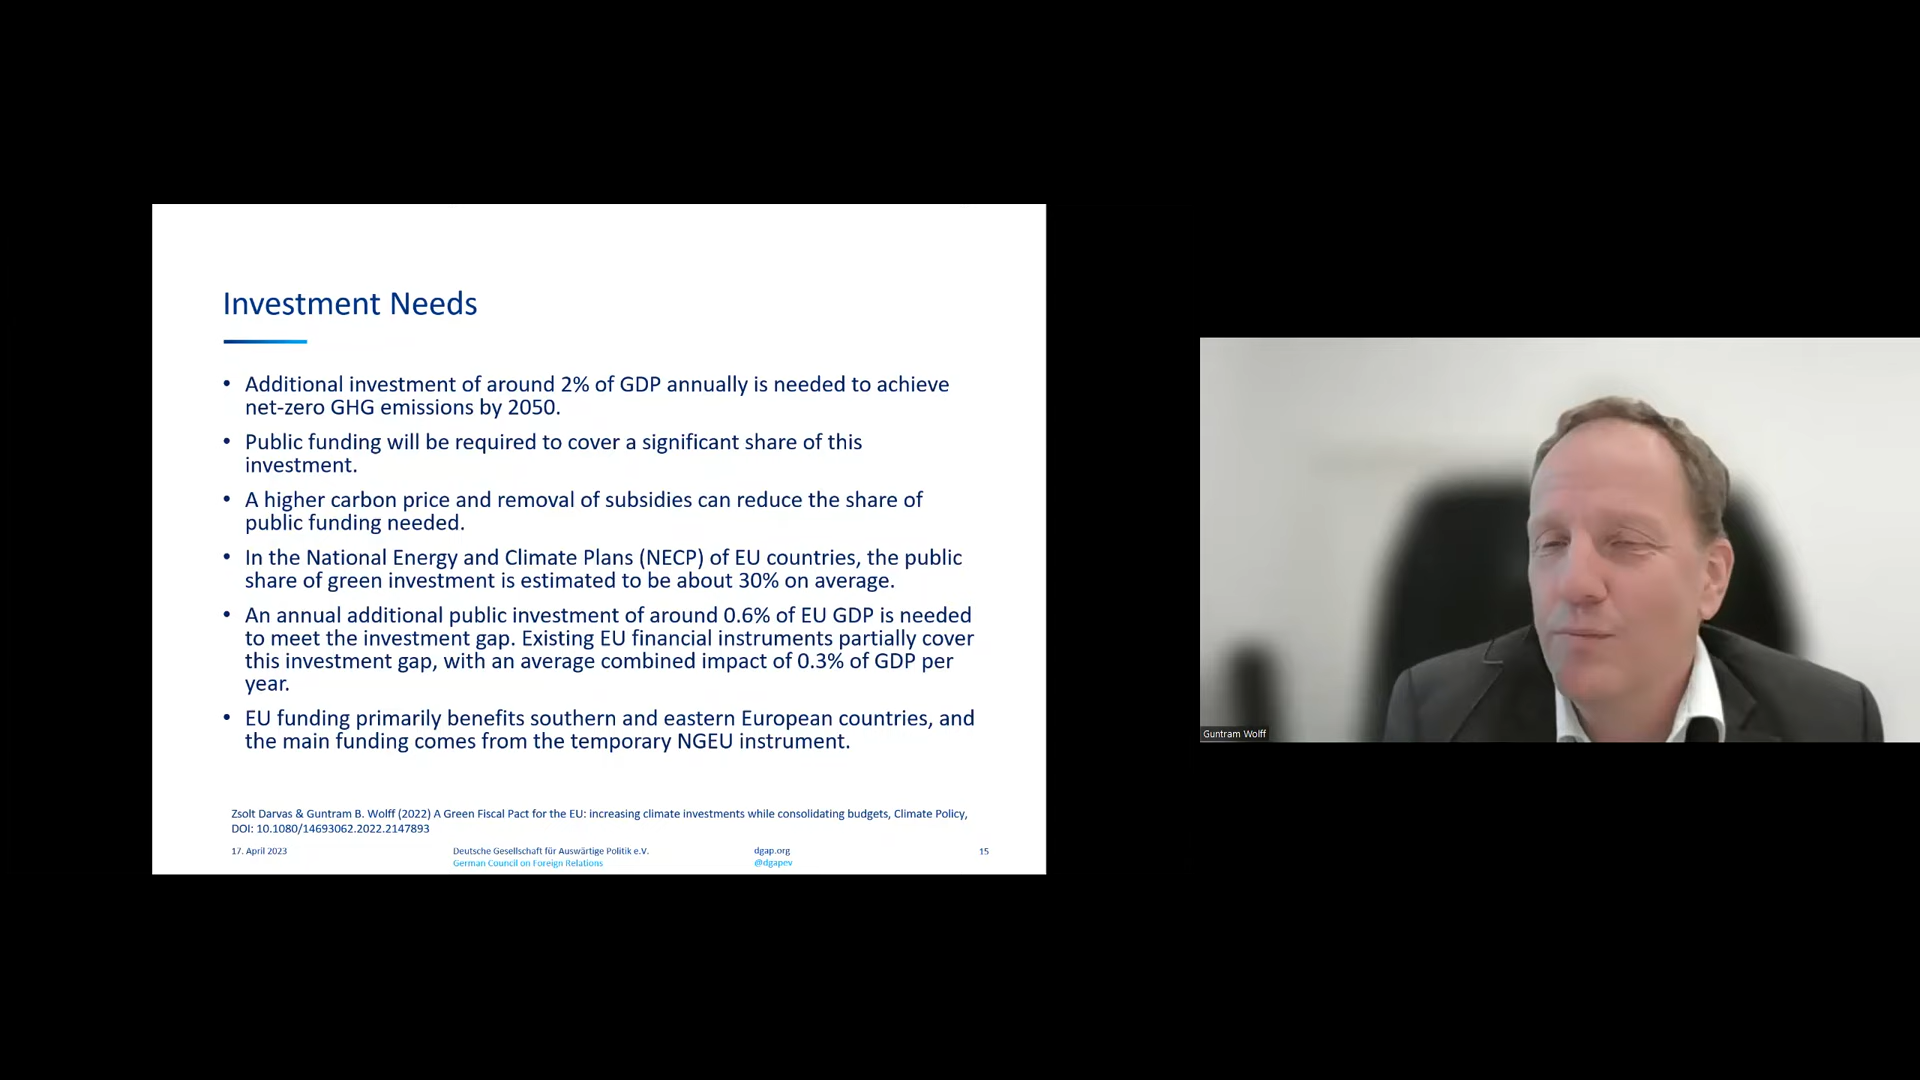 Investment Needs
• Additional investment of around 2% of GDP annually is needed to achieve
net-zero GHG emissions by 2050.
• Public funding will be required to cover a significant share of this
investment.
• A higher carbon price and removal of subsidies can reduce the share of
public funding needed.
• In the National Energy and Climate Plans (NECP) of EU countries, the public
share of green investment is estimated to be about 30% on average.
• An annual additional public investment of around 0.6% of EU GDP is needed
to meet the investment gap. Existing EU financial instruments partially cover
this investment gap, with an average combined impact of 0.3% of GDP per
year.
• EU funding primarily benefits southern and eastern European countries, and
the main funding comes from the temporary NGEU instrument.
Zsolt Darvas & Guntram B. Wolff (2022) A Green Fiscal Pact for the EU: increasing climate investments while consolidating budgets, Climate Policy,
DOI: 10.1080/14693062.2022.2147893
17. April 2023
Deutsche Gesellschaft für Auswärtige Politik e.V.
German Council on Foreign Relations
dgap.org
@dgapev
15
Guntram Wolff